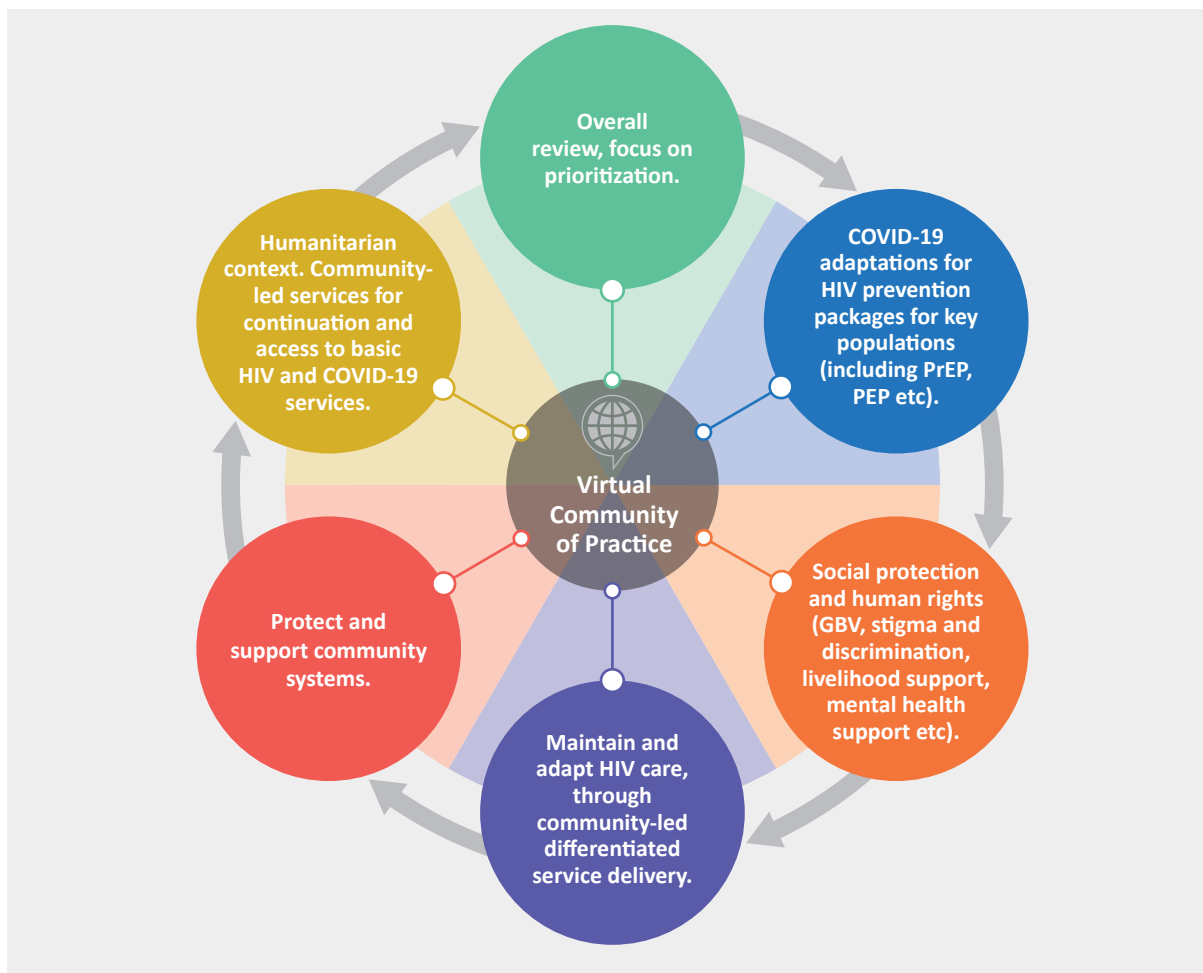 Overall
review, focus on
prioritization.
COVID-19
adaptations for
HIV prevention
packages for key
populations
(including PrEP,
PEP etc).
Social protection
and human rights
(GBV, stigma and
discrimination,
livelihood support,
mental health
support etc).
Maintain and
adapt HIV care,
through
community-led
differentiated
service delivery.
Protect and
support community
systems.
Humanitarian
context. Community-
led services for
continuation and
access to basic
HIV and COVID-19
services.
Virtual
Community
of Practice